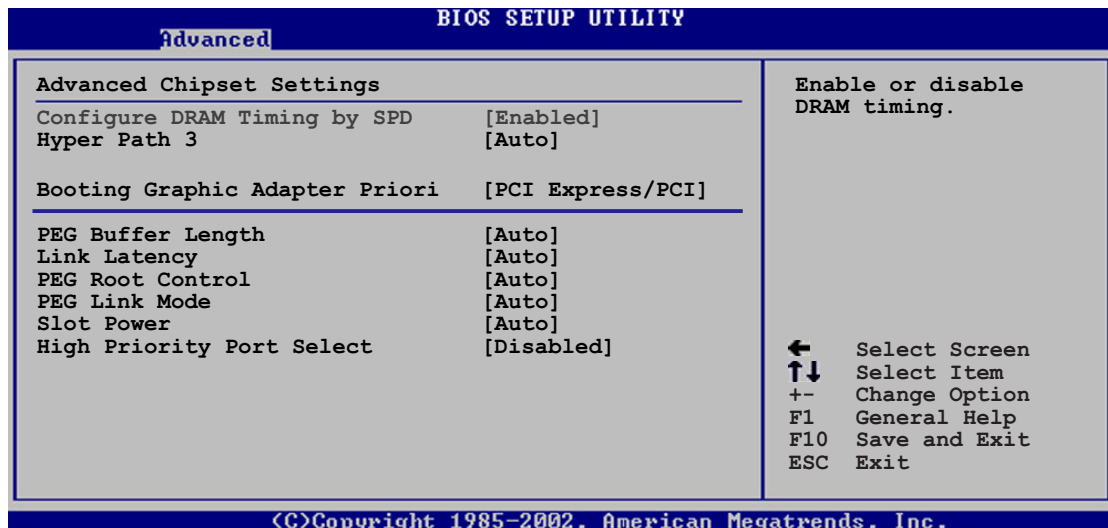 BIOS SETUP UTILITY
Advanced
Advanced Chipset Settings
Configure DRAM Timing by SPD [Enabled]
Hyper Path 3 [Auto]
Booting Graphic Adapter Priori [PCI Express/PCI]
PEG Buffer Length [Auto]
Link Latency [Auto]
PEG Root Control [Auto]
PEG Link Mode [Auto]
Slot Power [Auto]
High Priority Port Select [Disabled]
Enable or disable
DRAM timing.
← Select Screen
↑↓ Select Item
+- Change Option
F1 General Help
F10 Save and Exit
ESC Exit
(C)Copyright 1985-2002, American Megatrends, Inc.